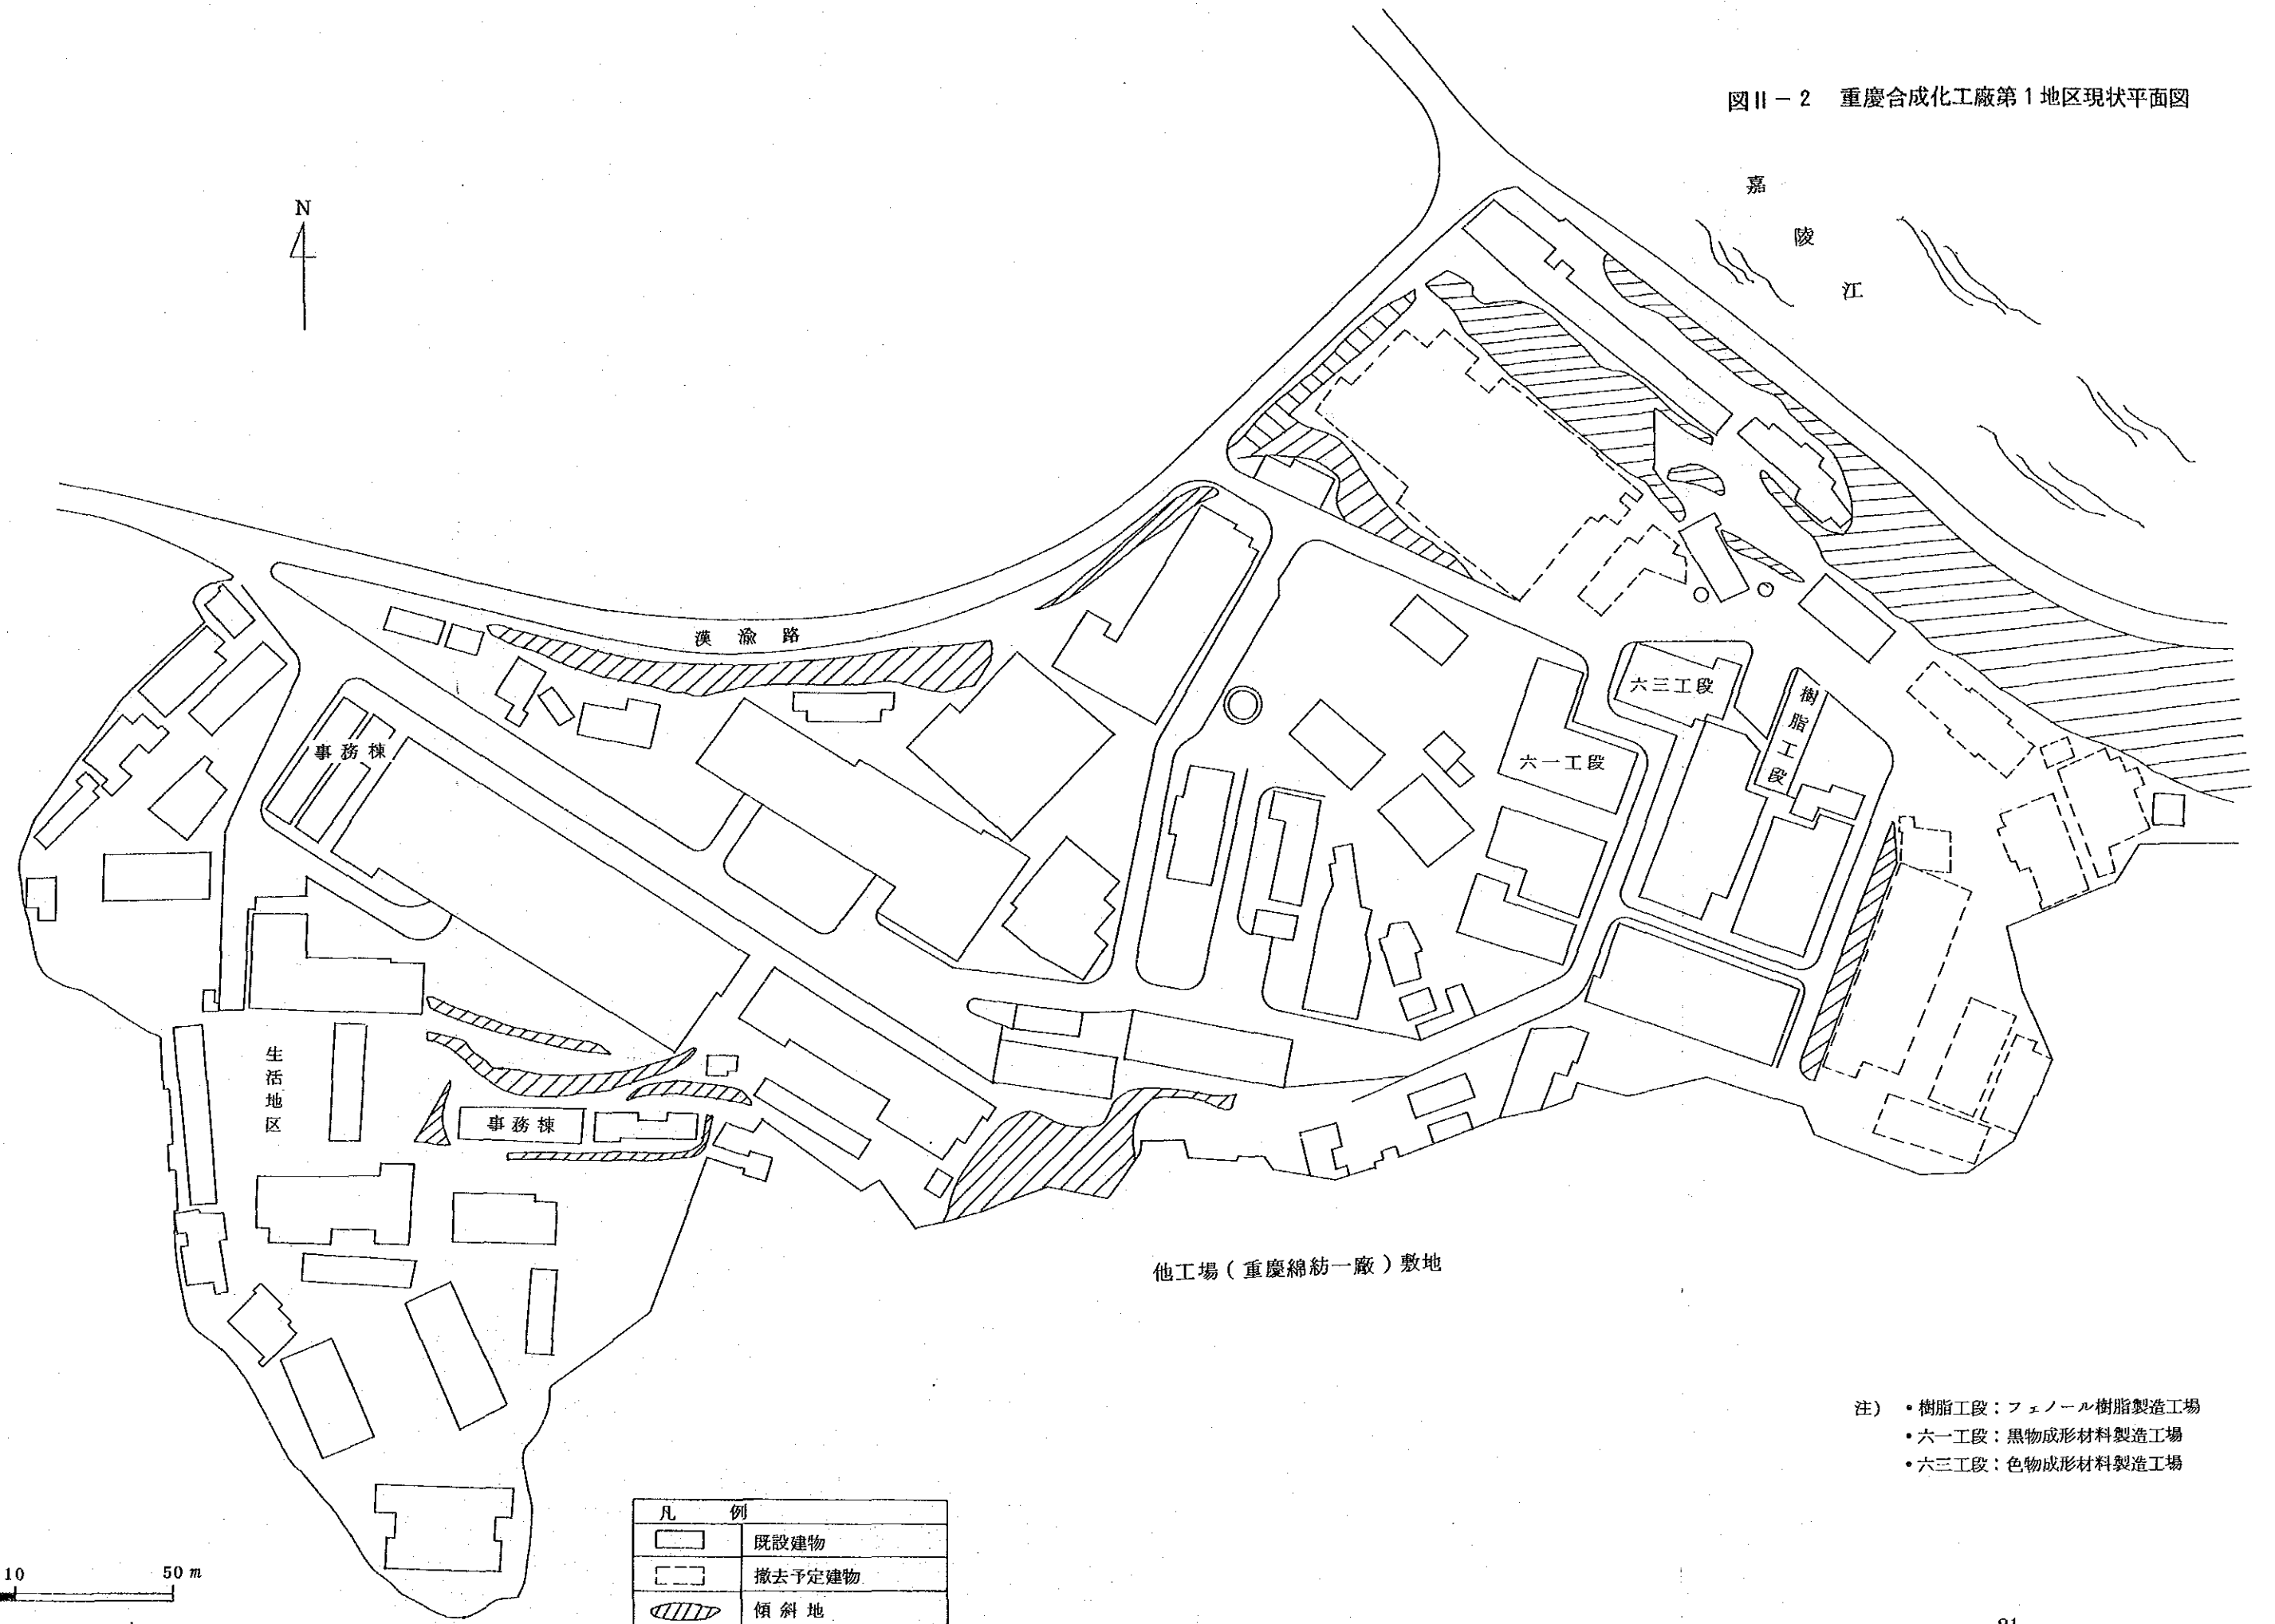 図Ⅱ－2 重慶合成化工廠第1地区現状平面図
嘉陵江
N
漢渝路
六三工段
樹脂工段
事務棟
六一工段
生活地区
事務棟
他工場(重慶綿紡一廠)敷地
注) ・樹脂工段：フェノール樹脂製造工場
・六一工段：黒物成形材料製造工場
・六三工段：色物成形材料製造工場
凡例
既設建物
撤去予定建物
傾斜地
10 50 m